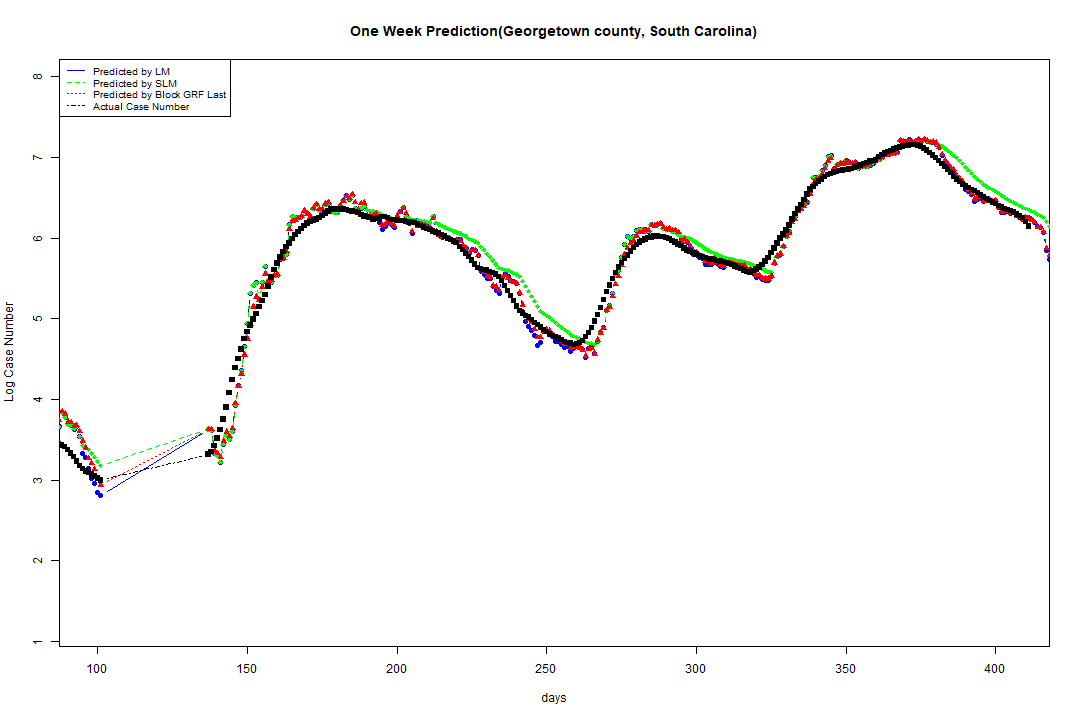 One Week Prediction(Georgetown county, South Carolina)
Predicted by LM
Predicted by SLM
Predicted by Block GRF Last
Actual Case Number
8
7
6
5
4
3
2
1
Log Case Number
100 150 200 250 300 350 400
days